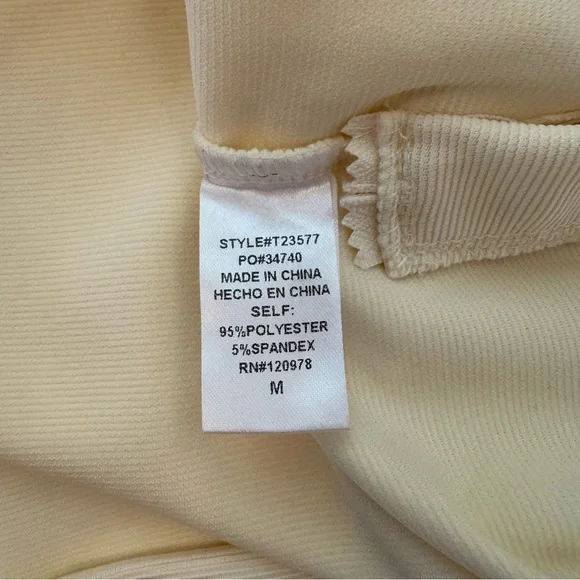 STYLE#T23577
PO#34740
MADE IN CHINA
HECHO EN CHINA
SELF:
95%POLYESTER
5%SPANDEX
RN#120978
M